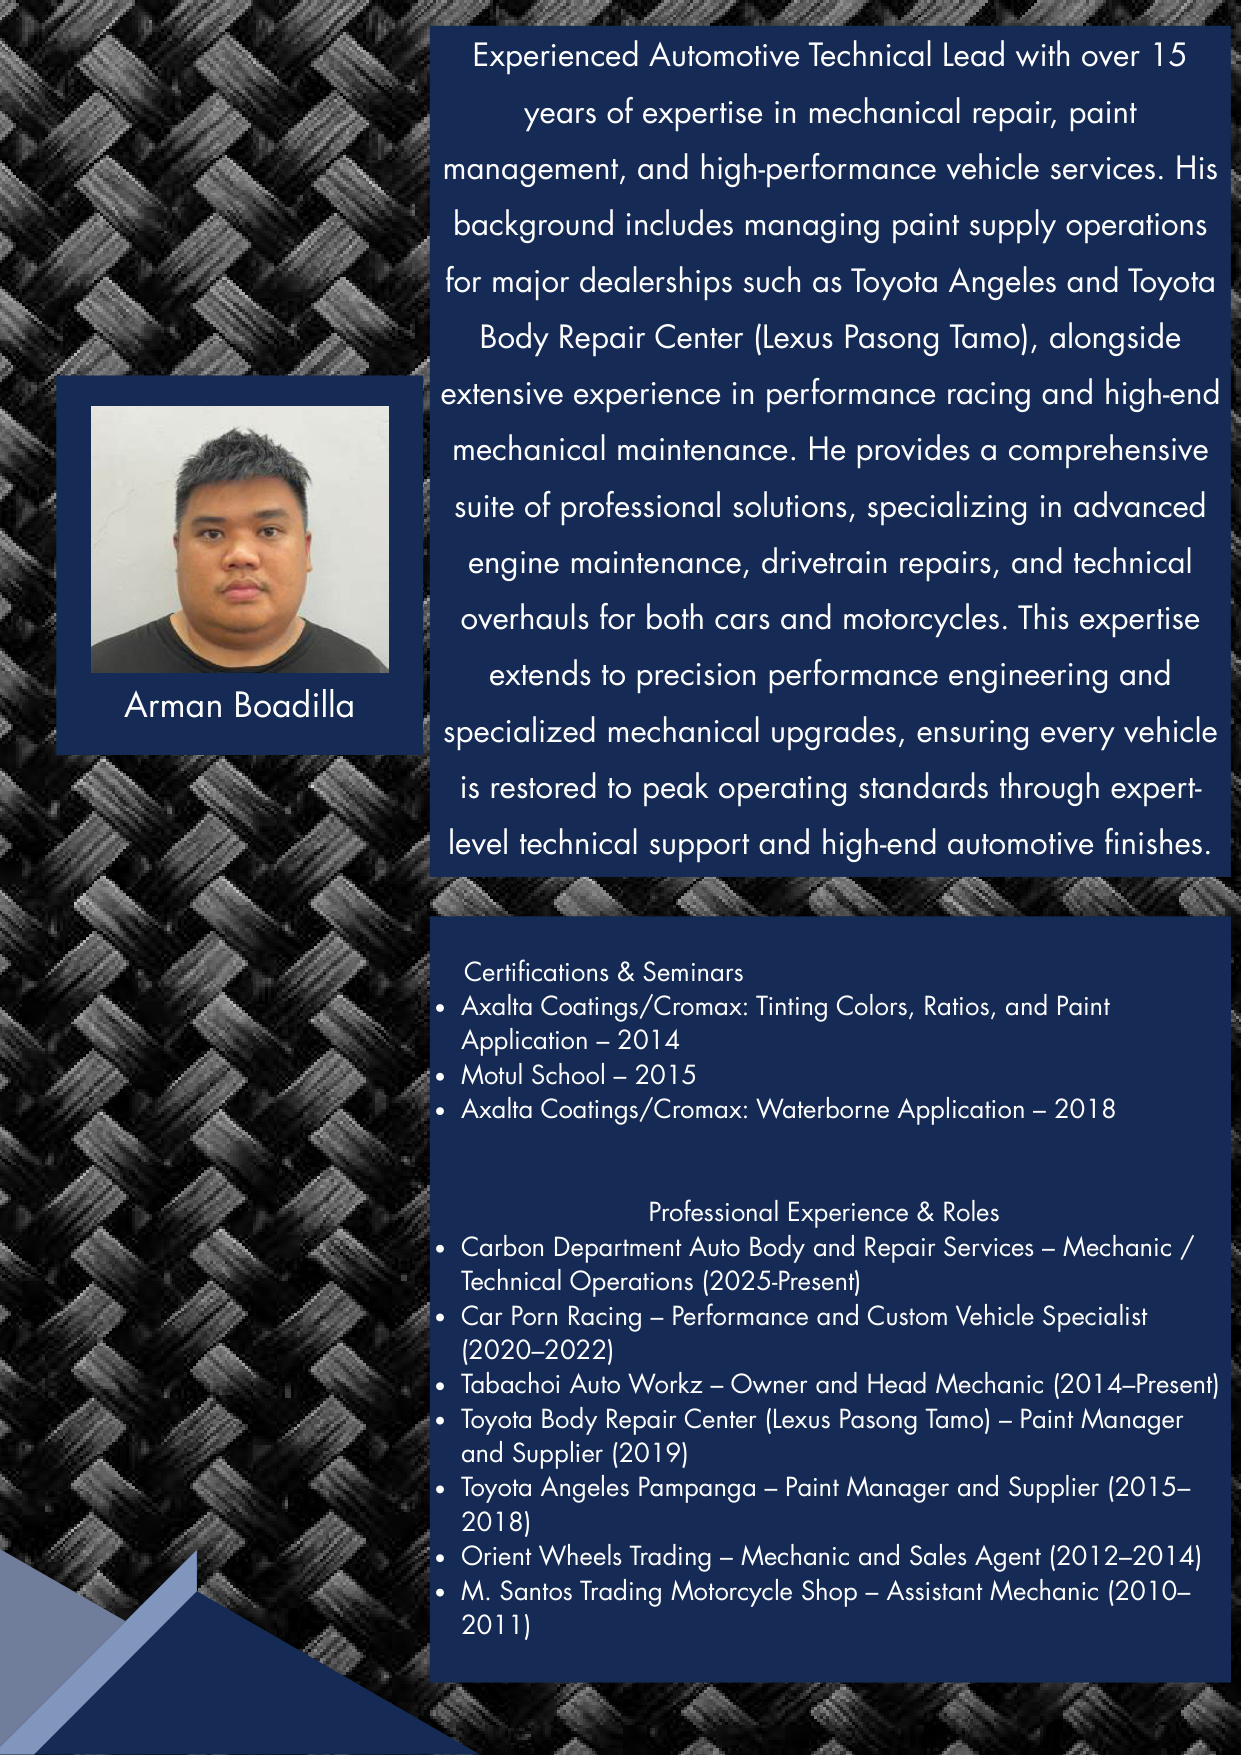 Experienced Automotive Technical Lead with over 15
years of expertise in mechanical repair, paint
management, and high-performance vehicle services. His
background includes managing paint supply operations
for major dealerships such as Toyota Angeles and Toyota
Body Repair Center (Lexus Pasong Tamo), alongside
extensive experience in performance racing and high-end
mechanical maintenance. He provides a comprehensive
suite of professional solutions, specializing in advanced
engine maintenance, drivetrain repairs, and technical
overhauls for both cars and motorcycles. This expertise
extends to precision performance engineering and
specialized mechanical upgrades, ensuring every vehicle
is restored to peak operating standards through expert-
level technical support and high-end automotive finishes.
Arman Boadilla
Certifications & Seminars
• Axalta Coatings/Cromax: Tinting Colors, Ratios, and Paint
Application – 2014
• Motul School – 2015
• Axalta Coatings/Cromax: Waterborne Application – 2018
Professional Experience & Roles
• Carbon Department Auto Body and Repair Services – Mechanic /
Technical Operations (2025-Present)
• Car Porn Racing – Performance and Custom Vehicle Specialist
(2020–2022)
• Tabachoi Auto Workz – Owner and Head Mechanic (2014–Present)
• Toyota Body Repair Center (Lexus Pasong Tamo) – Paint Manager
and Supplier (2019)
• Toyota Angeles Pampanga – Paint Manager and Supplier (2015–
2018)
• Orient Wheels Trading – Mechanic and Sales Agent (2012–2014)
• M. Santos Trading Motorcycle Shop – Assistant Mechanic (2010–
2011)